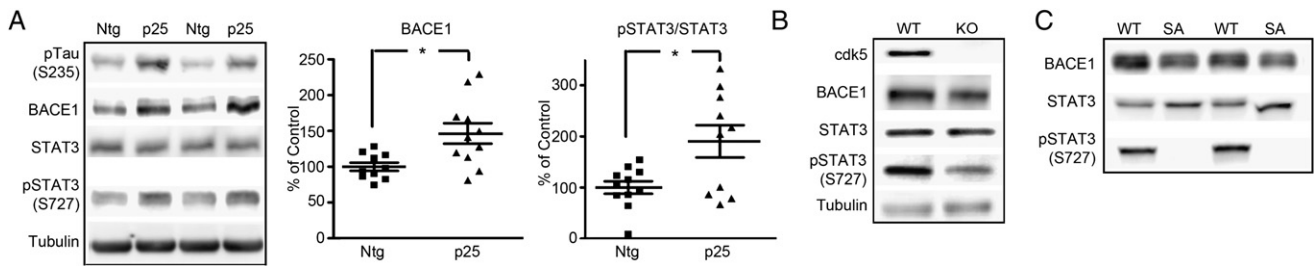 A
Ntg p25 Ntg p25
pTau
(S235)
BACE1
STAT3
pSTAT3
(S727)
Tubulin
BACE1
*
% of Control
250
200
150
100
50
0
Ntg p25
pSTAT3/STAT3
*
% of Control
300
200
100
0
Ntg p25
B
WT KO
cdk5
BACE1
STAT3
pSTAT3
(S727)
Tubulin
C
WT SA WT SA
BACE1
STAT3
pSTAT3
(S727)